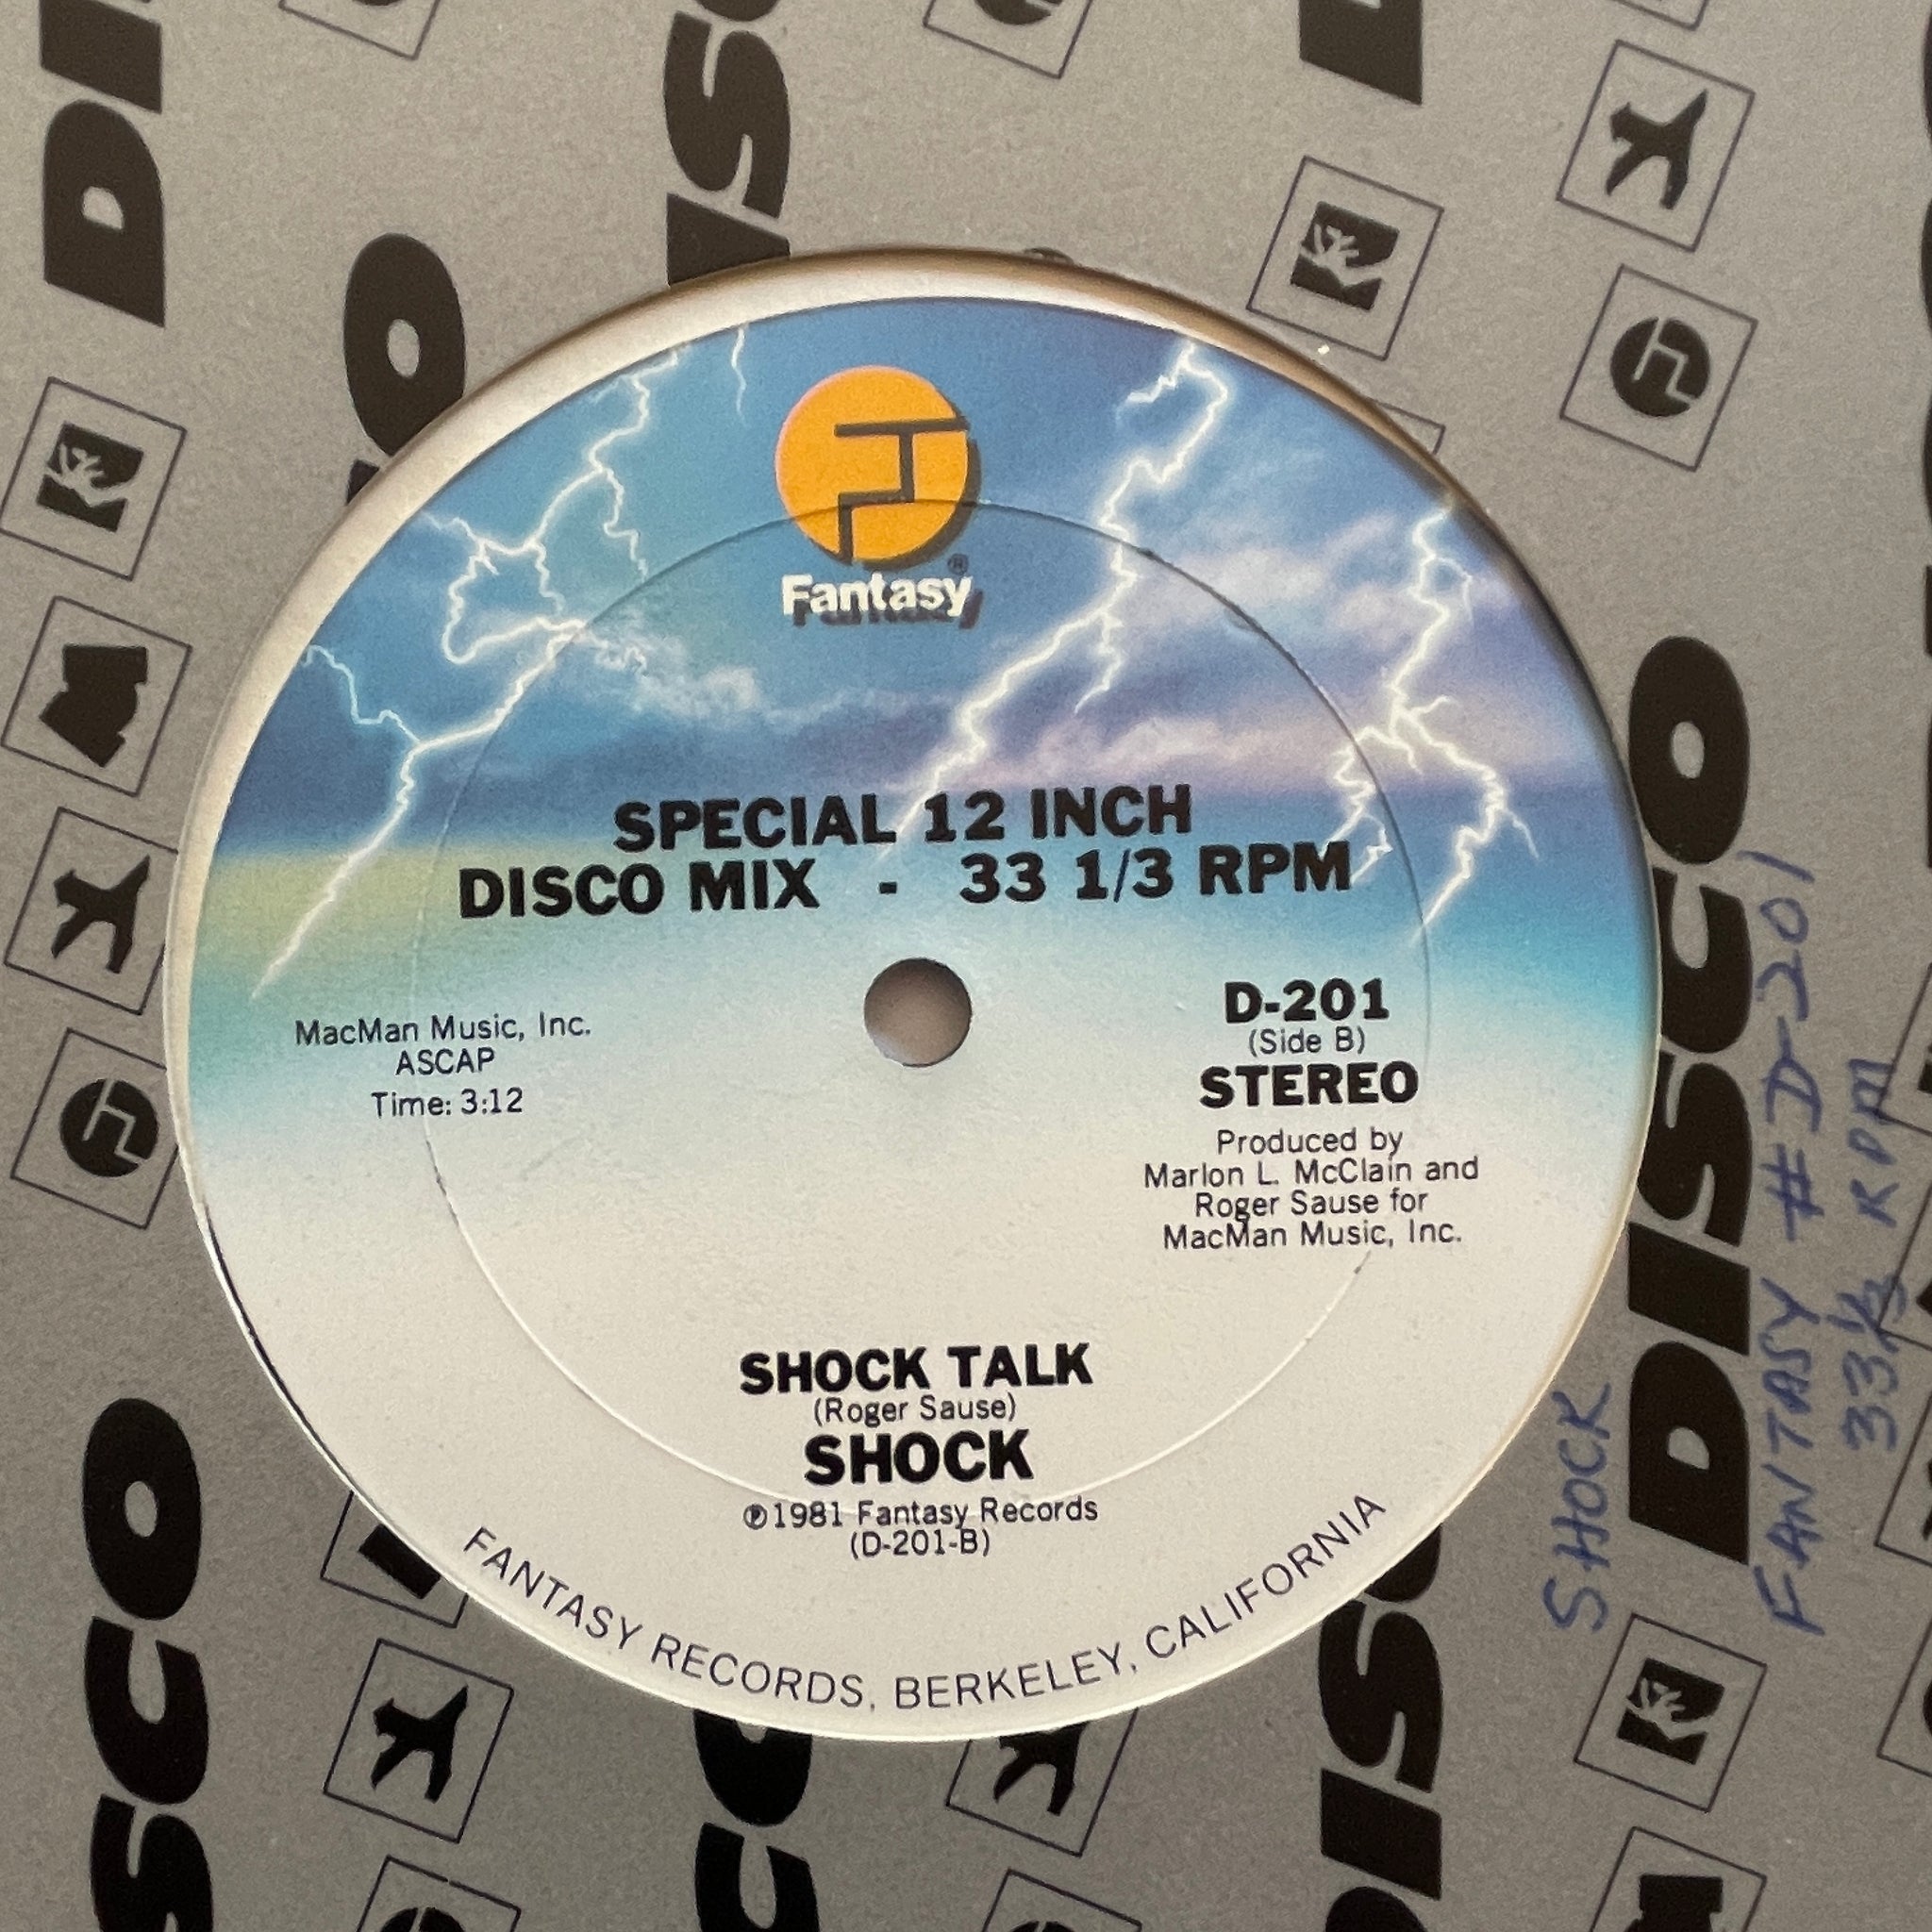 Fantasy®
SPECIAL 12 INCH
DISCO MIX - 33 1/3 RPM
MacMan Music, Inc.
ASCAP
Time: 3:12
D-201
(Side B)
STEREO
Produced by
Marlon L. McClain and
Roger Sause for
MacMan Music, Inc.
SHOCK TALK
(Roger Sause)
SHOCK
℗1981 Fantasy Records
(D-201-B)
FANTASY RECORDS, BERKELEY, CALIFORNIA
SHOCK
FANTASY #D-201
33⅓ RPM
DISCO
DISCO